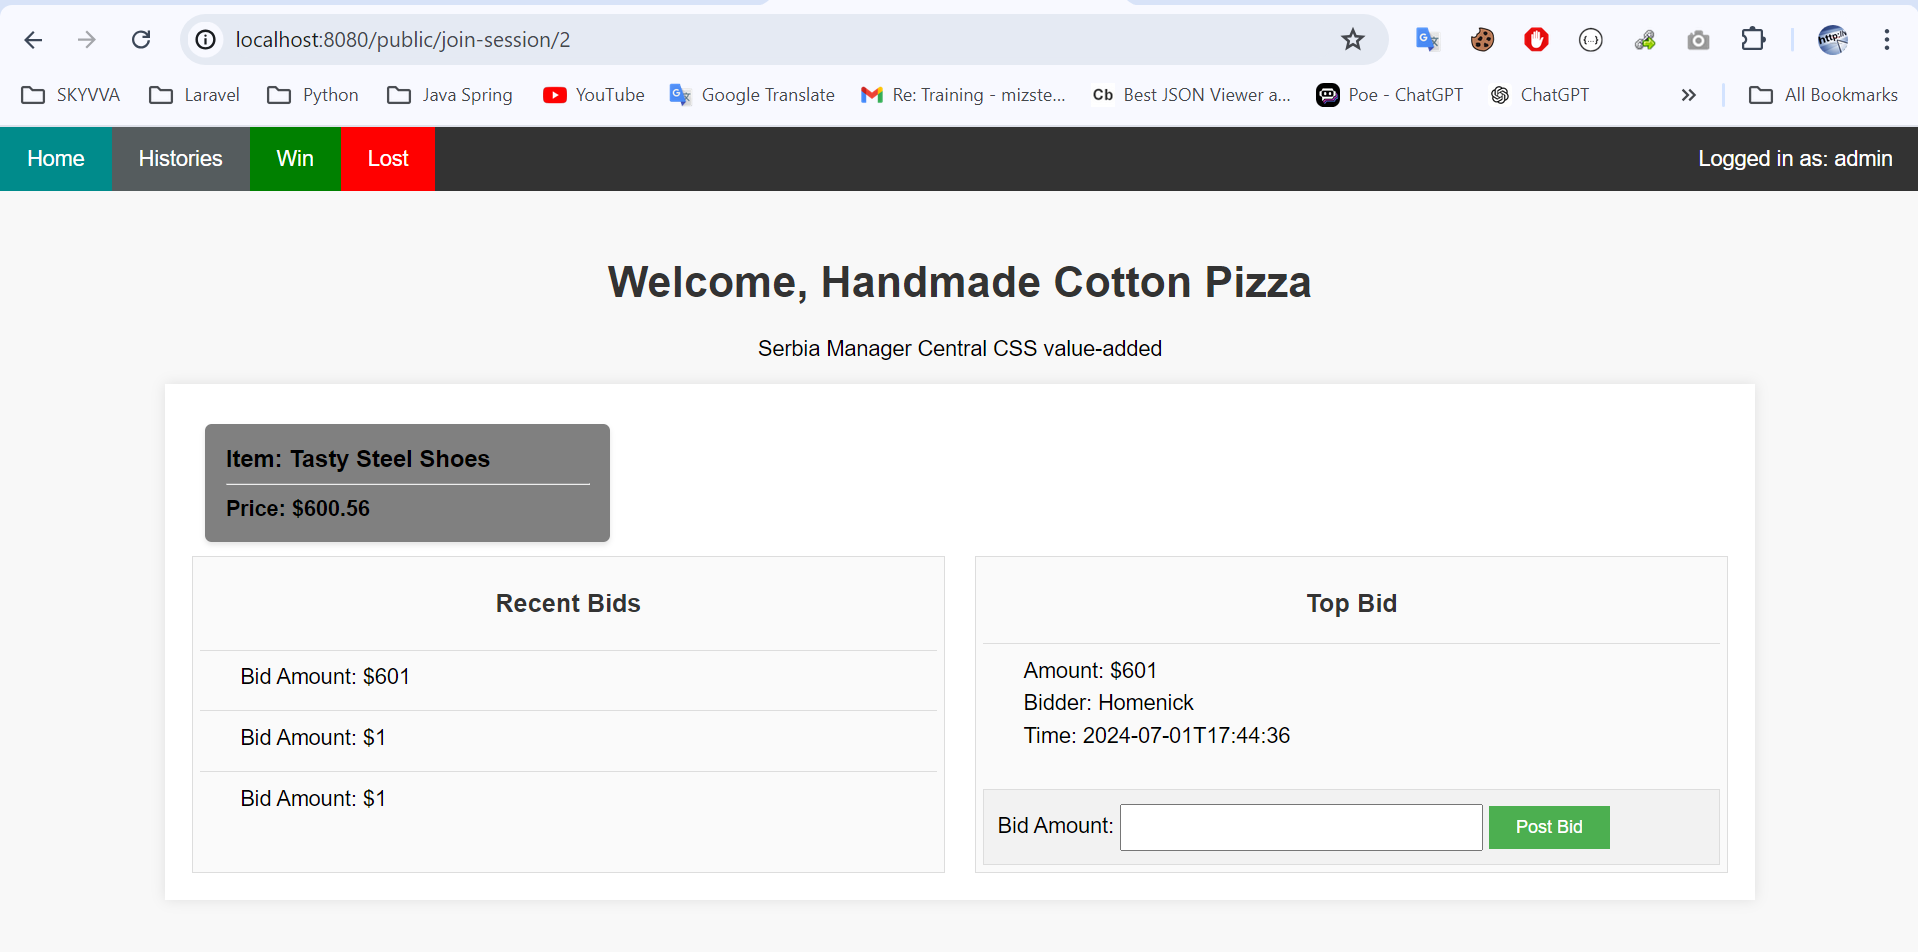 localhost:8080/public/join-session/2
SKYVVA Laravel Python Java Spring YouTube Google Translate Re: Training - mizste... Cb Best JSON Viewer a... Poe - ChatGPT ChatGPT » All Bookmarks
Home Histories Win Lost Logged in as: admin
Welcome, Handmade Cotton Pizza
Serbia Manager Central CSS value-added
Item: Tasty Steel Shoes
Price: $600.56
Recent Bids
Bid Amount: $601
Bid Amount: $1
Bid Amount: $1
Top Bid
Amount: $601
Bidder: Homenick
Time: 2024-07-01T17:44:36
Bid Amount: Post Bid